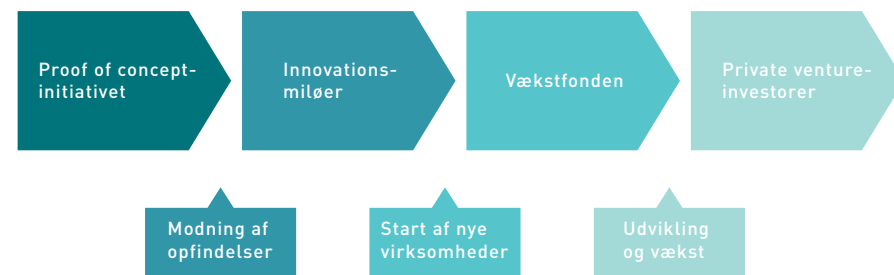 Proof of concept-
initiativet
Innovations-
miløer
Vækstfonden
Private venture-
investorer
Modning af
opfindelser
Start af nye
virksomheder
Udvikling
og vækst